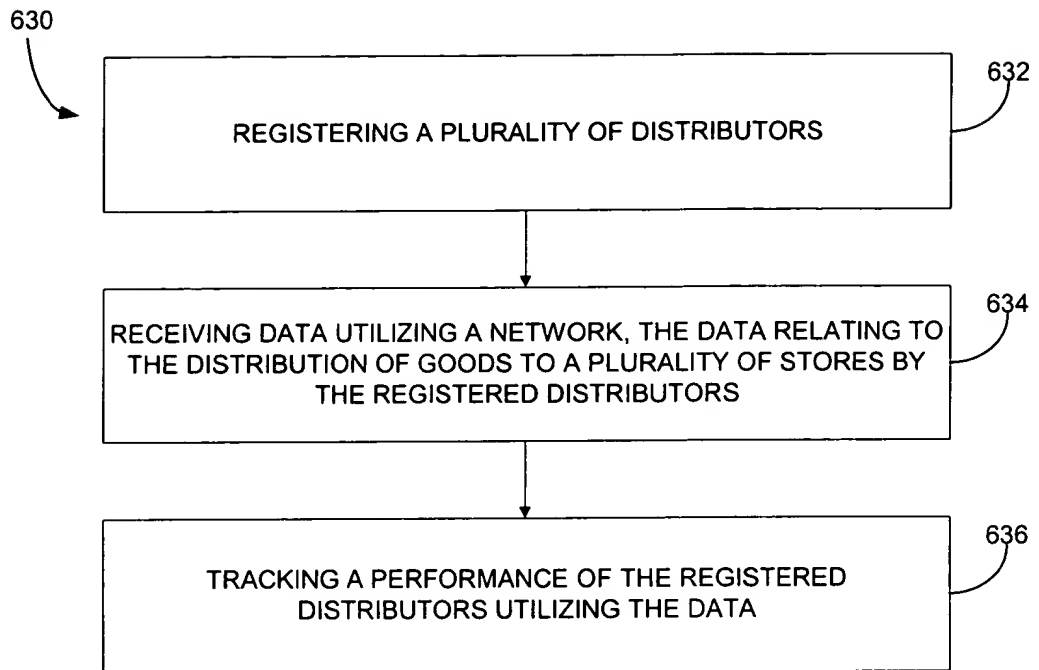 630
632
REGISTERING A PLURALITY OF DISTRIBUTORS
634
RECEIVING DATA UTILIZING A NETWORK, THE DATA RELATING TO
THE DISTRIBUTION OF GOODS TO A PLURALITY OF STORES BY
THE REGISTERED DISTRIBUTORS
636
TRACKING A PERFORMANCE OF THE REGISTERED
DISTRIBUTORS UTILIZING THE DATA